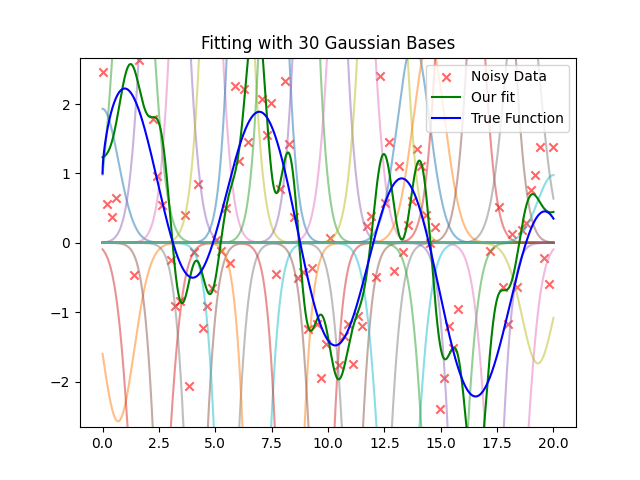 Fitting with 30 Gaussian Bases
Noisy Data
Our fit
True Function
2
1
0
−1
−2
0.0 2.5 5.0 7.5 10.0 12.5 15.0 17.5 20.0